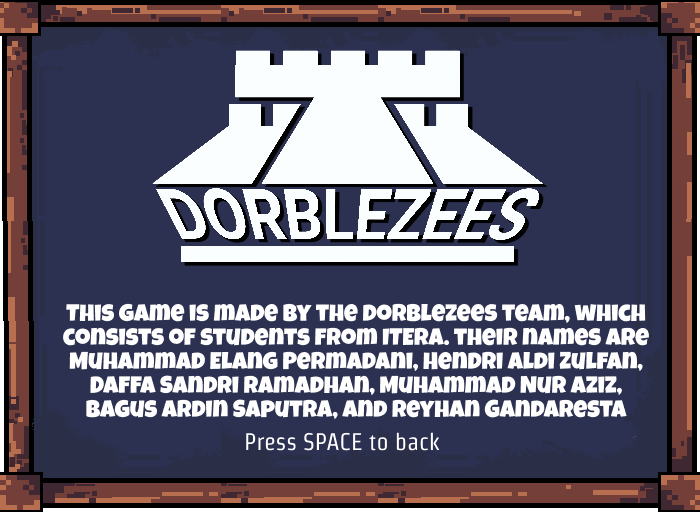 DORBLEZEES
THIS GAME IS MADE BY THE DORBLEZEES TEAM, WHICH
CONSISTS OF STUDENTS FROM ITERA. THEIR NAMES ARE
MUHAMMAD ELANG PERMADANI, HENDRI ALDI ZULFAN,
DAFFA SANDRI RAMADHAN, MUHAMMAD NUR AZIZ,
BAGUS ARDIN SAPUTRA, AND REYHAN GANDARESTA
Press SPACE to back